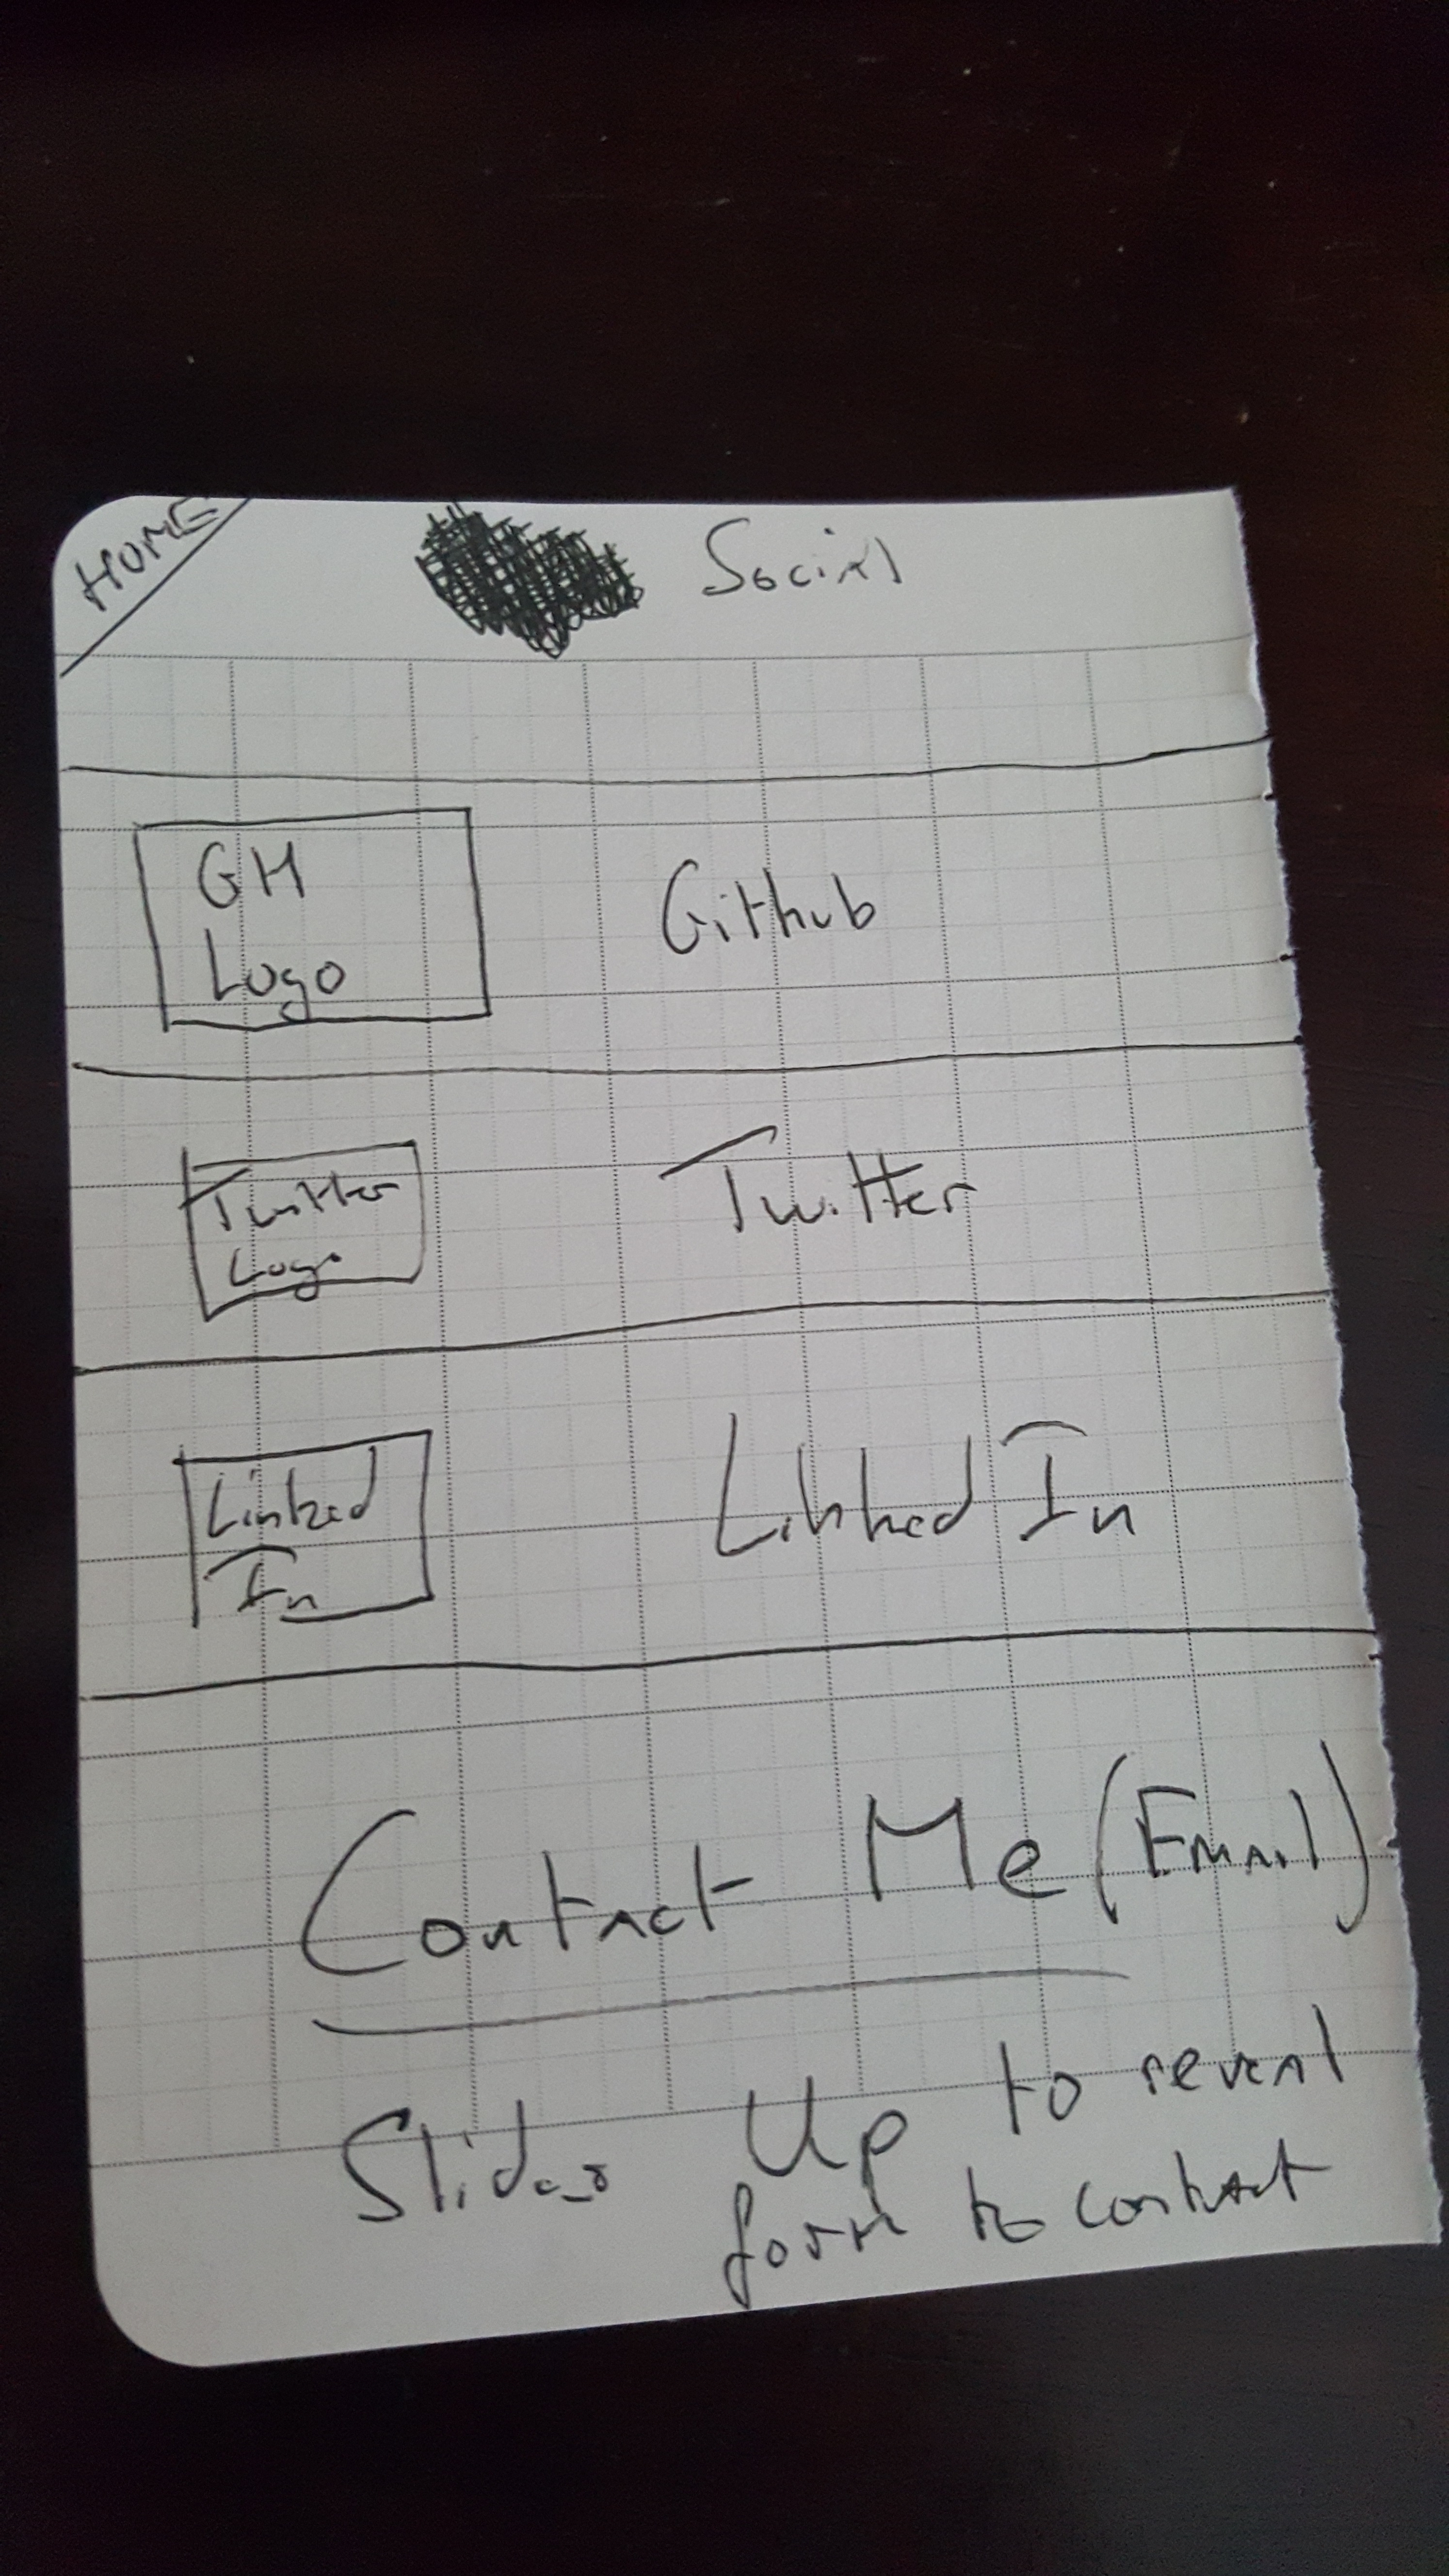 HOME
Social
GH
Logo
Github
Twitter
Logo
Twitter
Linked
In
Linked In
Contact Me (Email)
Slides Up to reveal
form to contact